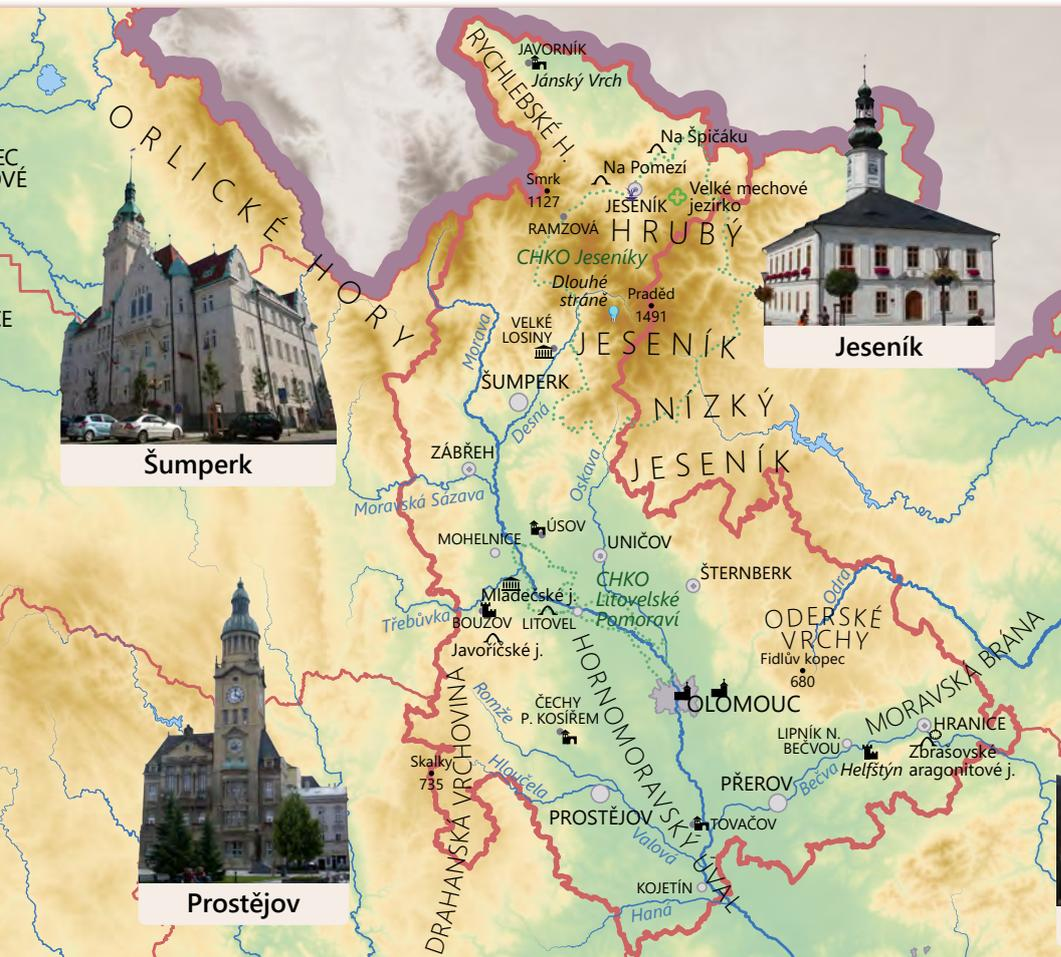 RYCHLEBSKÉ H.
JAVORNÍK
Jánský Vrch
ORLICKÉ HORY
EC
OVÉ
CE
Na Špičáku
Na Pomezí
Smrk
1127
JESENÍK
Velké mechové
jezírko
RAMZOVÁ
HRUBÝ
JESENÍK
CHKO Jeseníky
Dlouhé
stráně
Praděd
1491
VELKÉ
LOSINY
Morava
ŠUMPERK
Desná
Jeseník
NÍZKÝ
JESENÍK
Šumperk
ZÁBŘEH
Oskava
Moravská Sázava
ÚSOV
MOHELNICE
UNIČOV
ŠTERNBERK
CHKO
Litovelské
Pomoraví
Mladečské j.
Třebůvka
BOUZOV
LITOVEL
Javoříčské j.
Odra
ODERSKÉ
VRCHY
Fidlův kopec
680
MORAVSKÁ BRÁNA
HORNOMORAVSKÝ ÚVAL
Romže
ČECHY
P. KOSÍŘEM
OLOMOUC
HRANICE
LIPNÍK N.
BEČVOU
Zbrašovské
aragonitové j.
Helfštýn
Skalky
735
DRAHANSKÁ VRCHOVINA
Hloučela
PŘEROV
Bečva
PROSTĚJOV
TOVAČOV
Valová
KOJETÍN
Haná
Prostějov